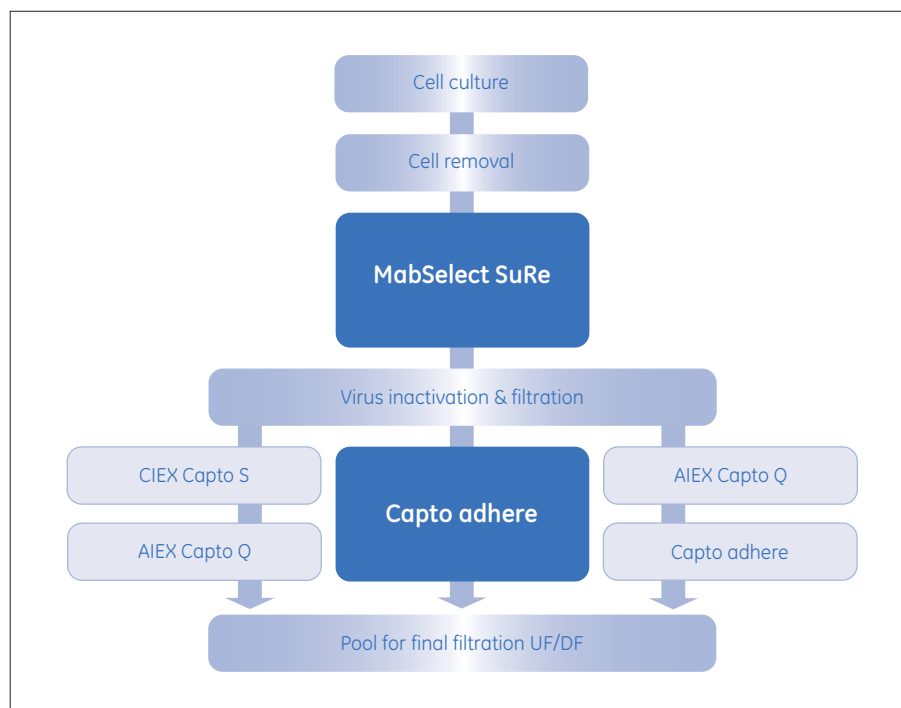 Cell culture
Cell removal
MabSelect SuRe
Virus inactivation & filtration
CIEX Capto S
AIEX Capto Q
Capto adhere
AIEX Capto Q
Capto adhere
Pool for final filtration UF/DF